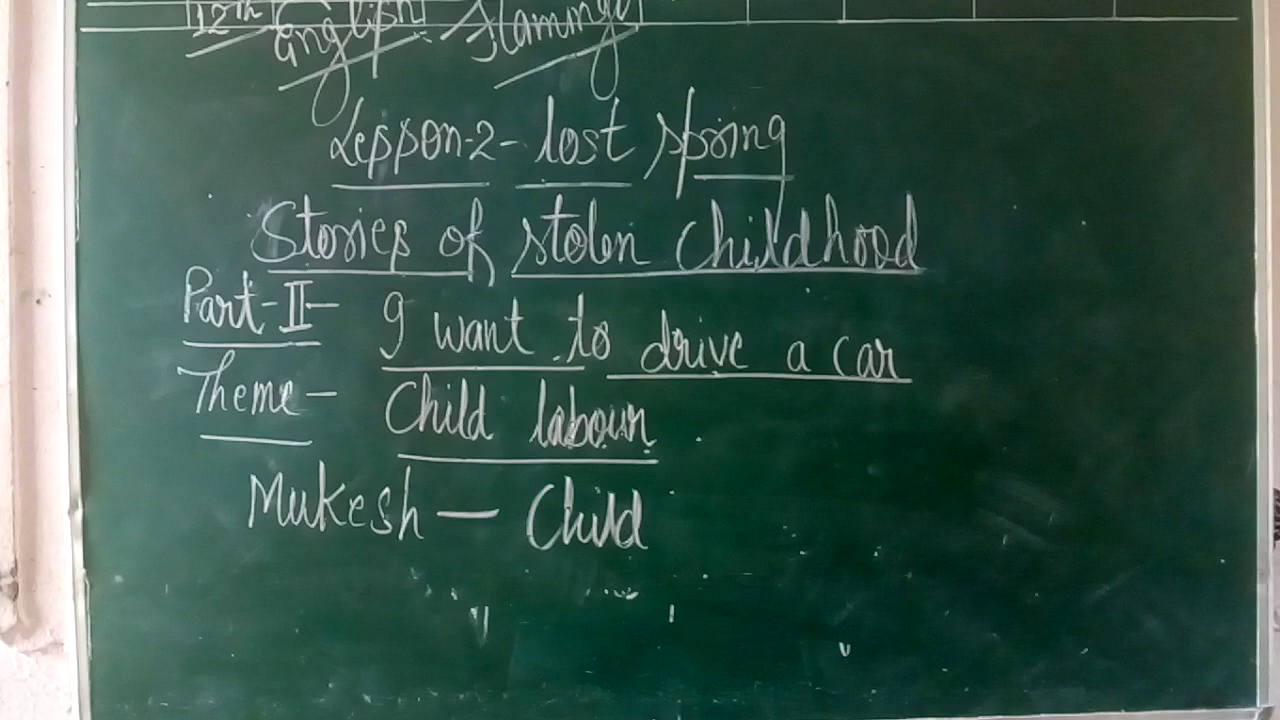 12th English Flamingo
Lesson-2- lost spring
Stories of stolen Childhood
Part-II- I want to drive a car
Theme- Child labour
Mukesh — Child